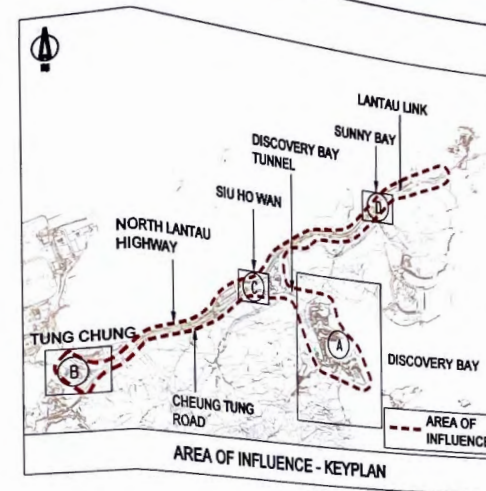 LANTAU LINK
SUNNY BAY
DISCOVERY BAY
TUNNEL
SIU HO WAN
NORTH LANTAU
HIGHWAY
D
C
TUNG CHUNG
A
B
DISCOVERY BAY
CHEUNG TUNG
ROAD
AREA OF
INFLUENCE
AREA OF INFLUENCE - KEYPLAN